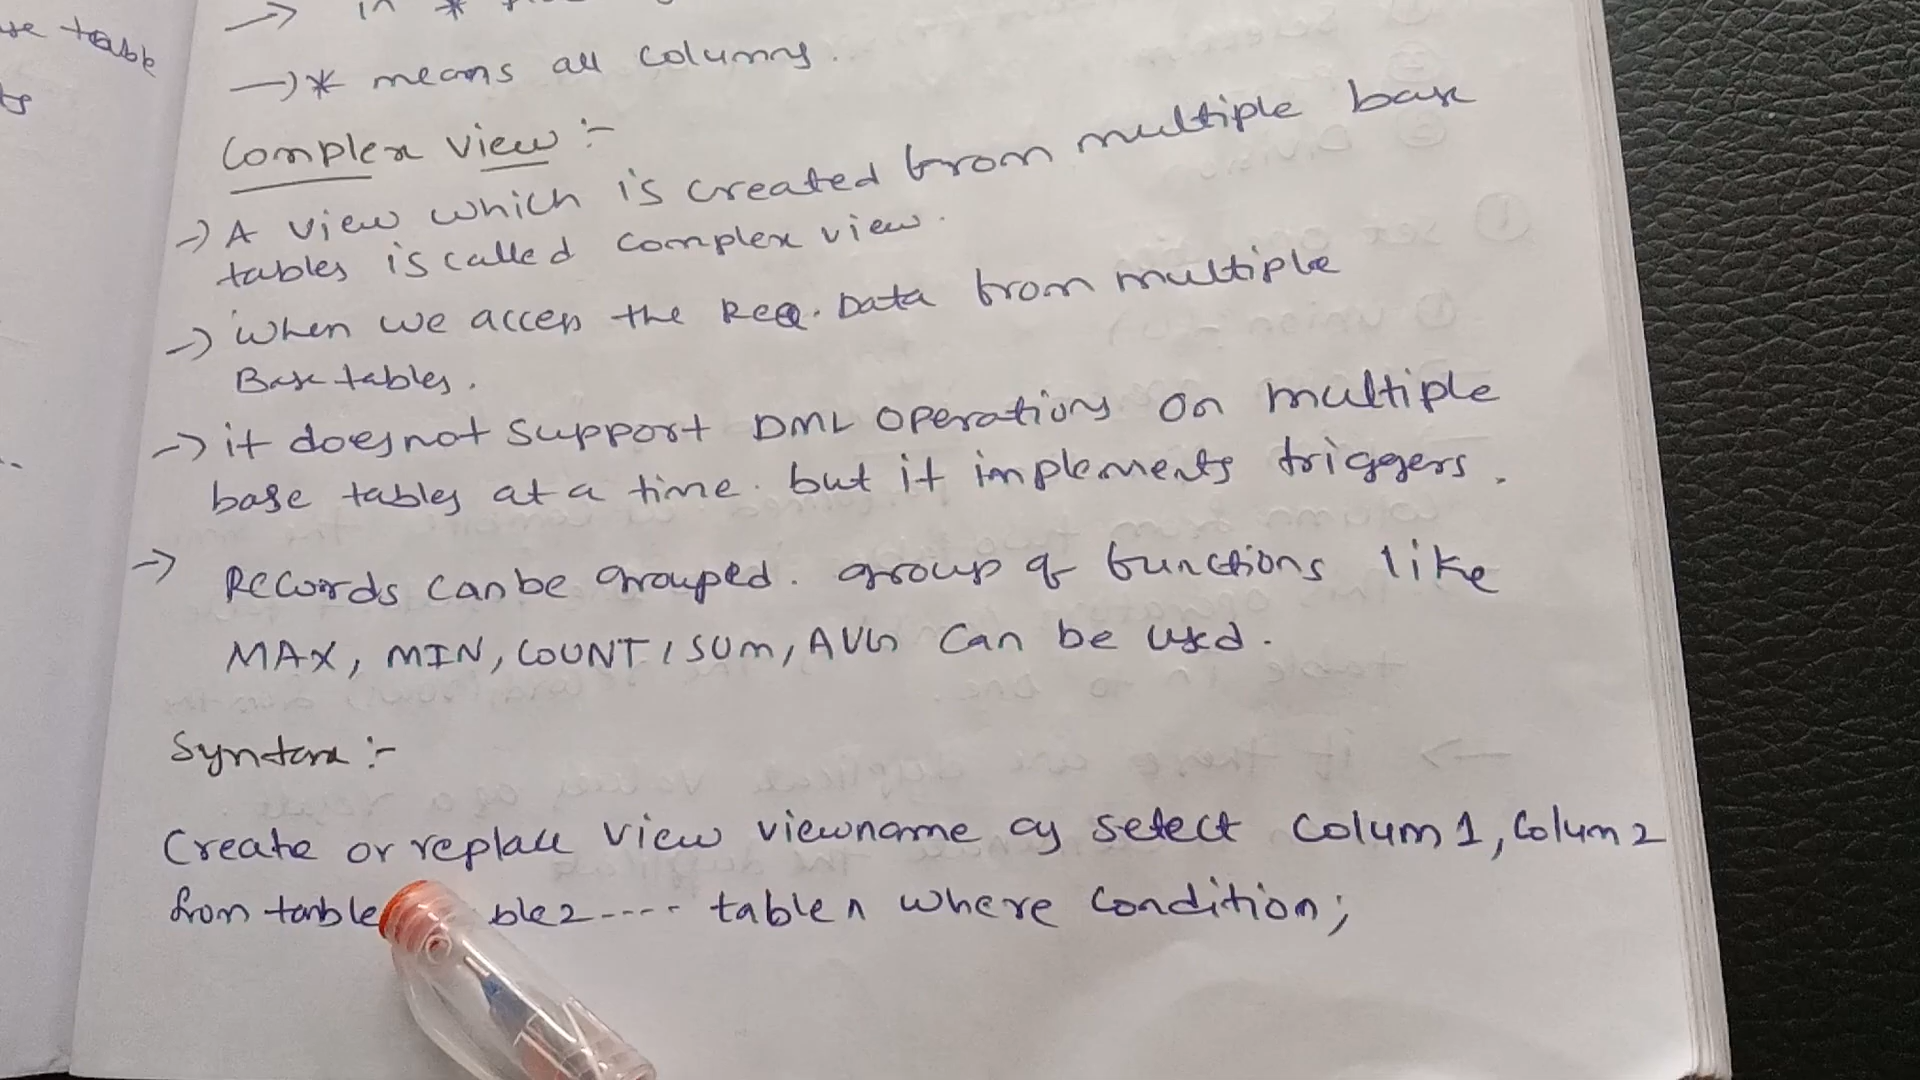 → in *
→ * means all columns.
Complex view :-
→ A view which is created from multiple base
tables is called complex view.
→ when we access the Req. Data from multiple
Base tables.
→ it does not support DML operations on multiple
base tables at a time. but it implements triggers.
→ Records can be grouped. group of functions like
MAX, MIN, COUNT, SUM, AVG can be used.
Syntax :-
Create or replace view viewname as select Colum1, Colum2
from table ble2---- table n where condition;